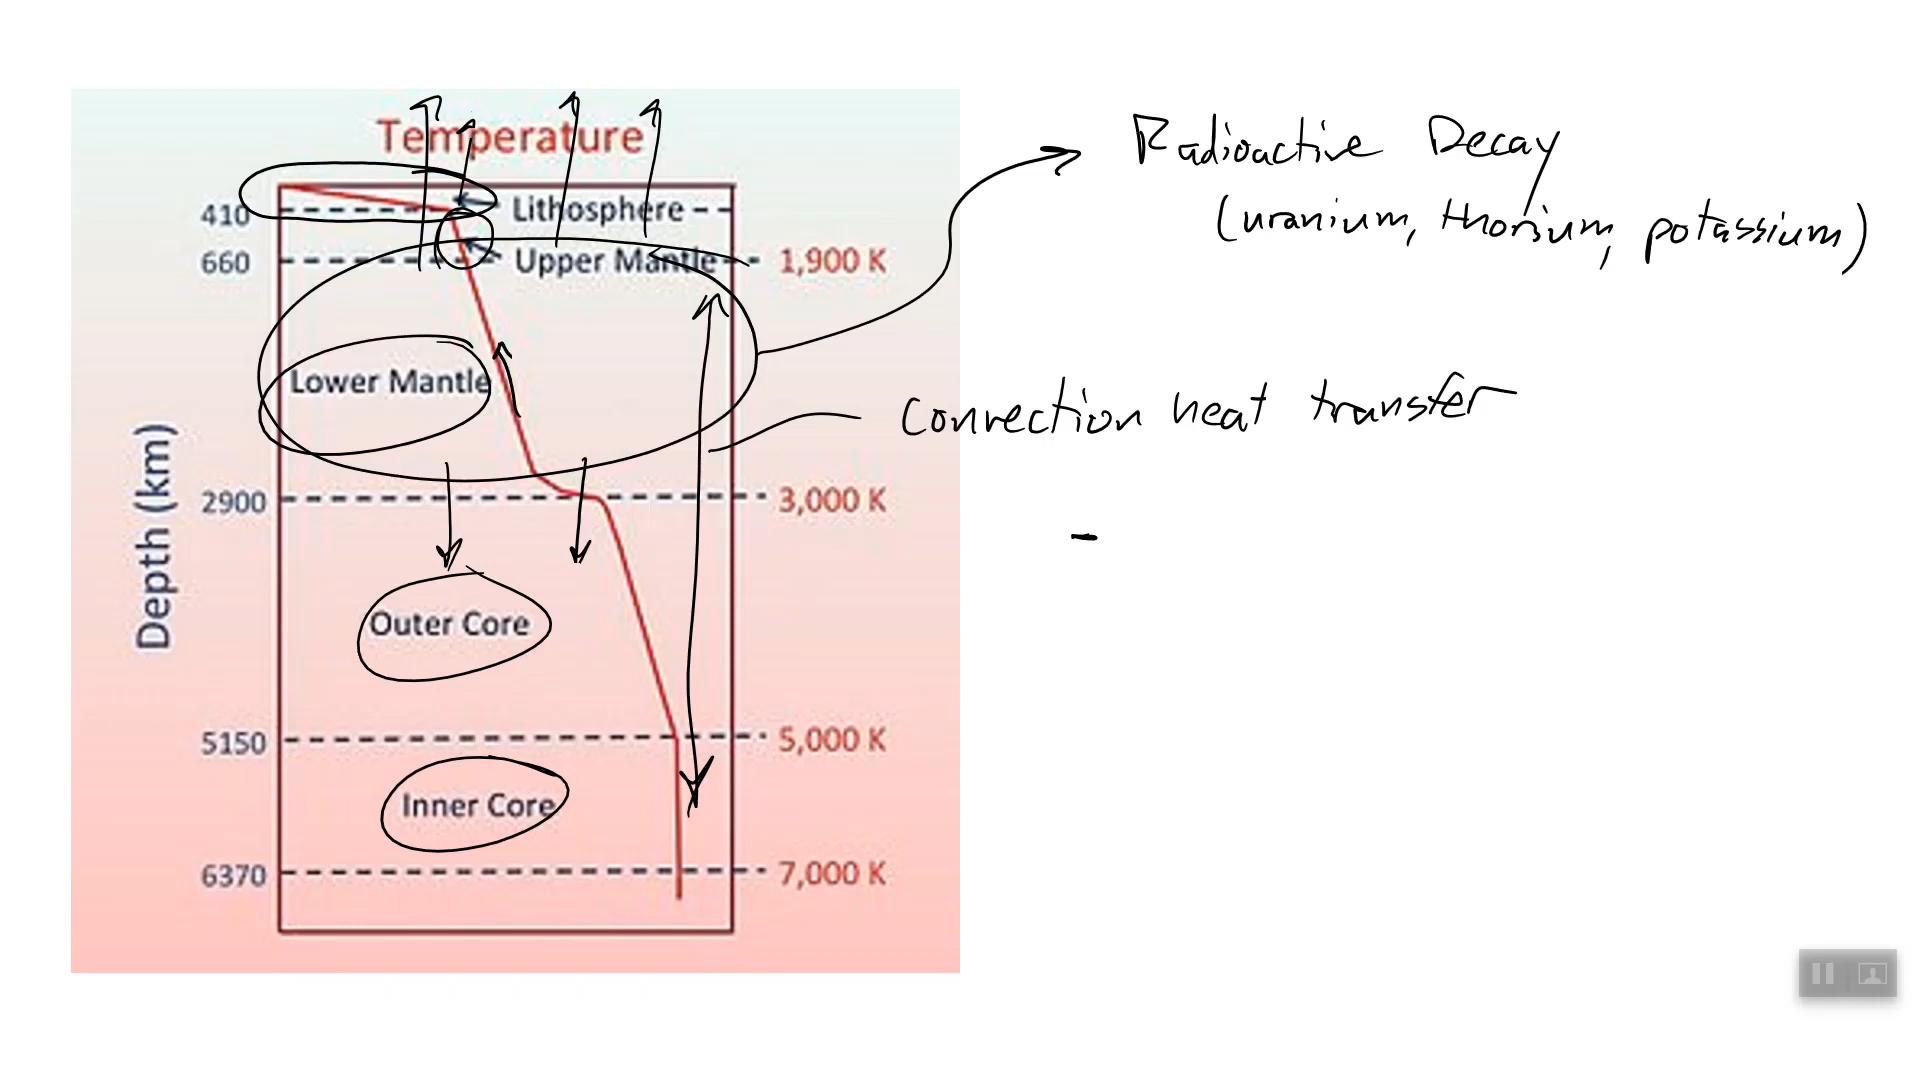 Temperature
Radioactive Decay
(uranium, thorium, potassium)
410
Lithosphere
660
Upper Mantle
1,900 K
Lower Mantle
Convection heat transfer
Depth (km)
2900
3,000 K
-
Outer Core
5150
5,000 K
Inner Core
6370
7,000 K